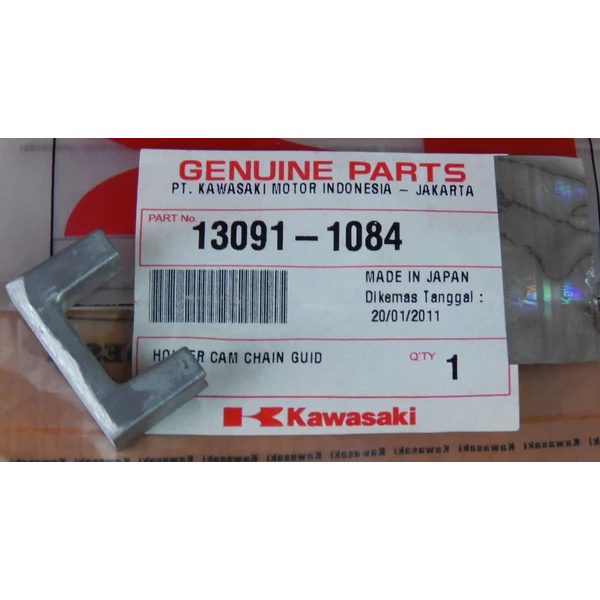 GENUINE PARTS
PT. KAWASAKI MOTOR INDONESIA – JAKARTA
PART No. 13091–1084
MADE IN JAPAN
Dikemas Tanggal :
20/01/2011
CAM CHAIN GUID
Q'TY 1
Kawasaki